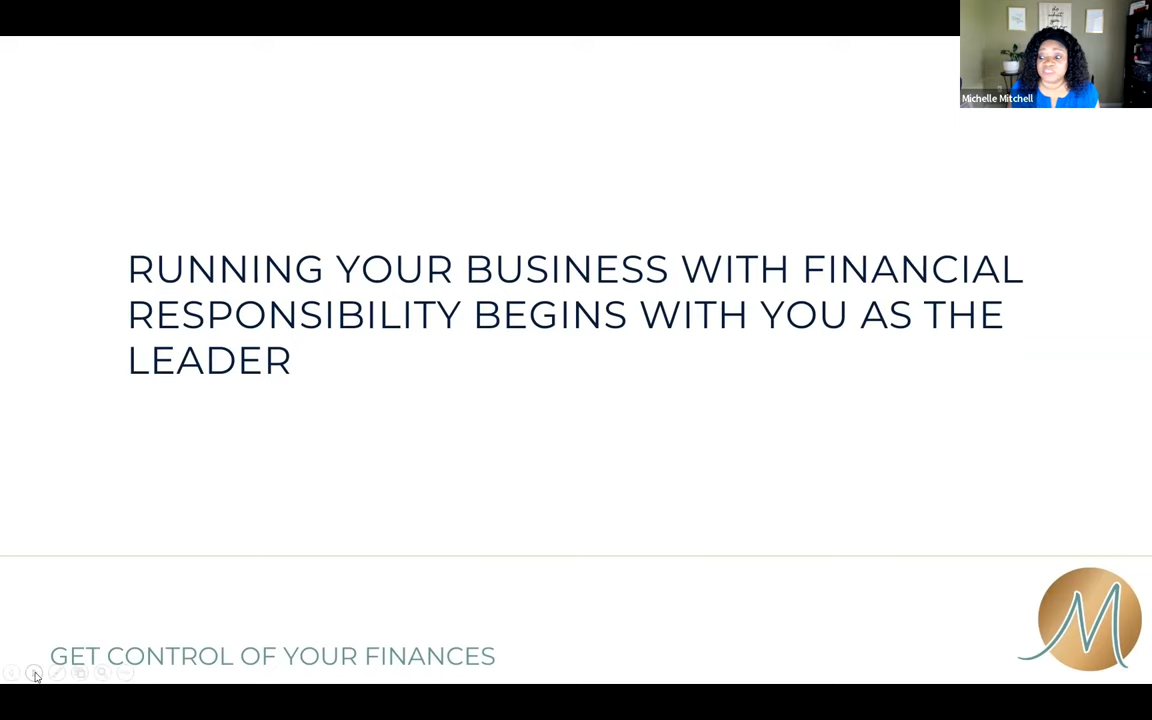 Michelle Mitchell
RUNNING YOUR BUSINESS WITH FINANCIAL
RESPONSIBILITY BEGINS WITH YOU AS THE
LEADER
M
GET CONTROL OF YOUR FINANCES